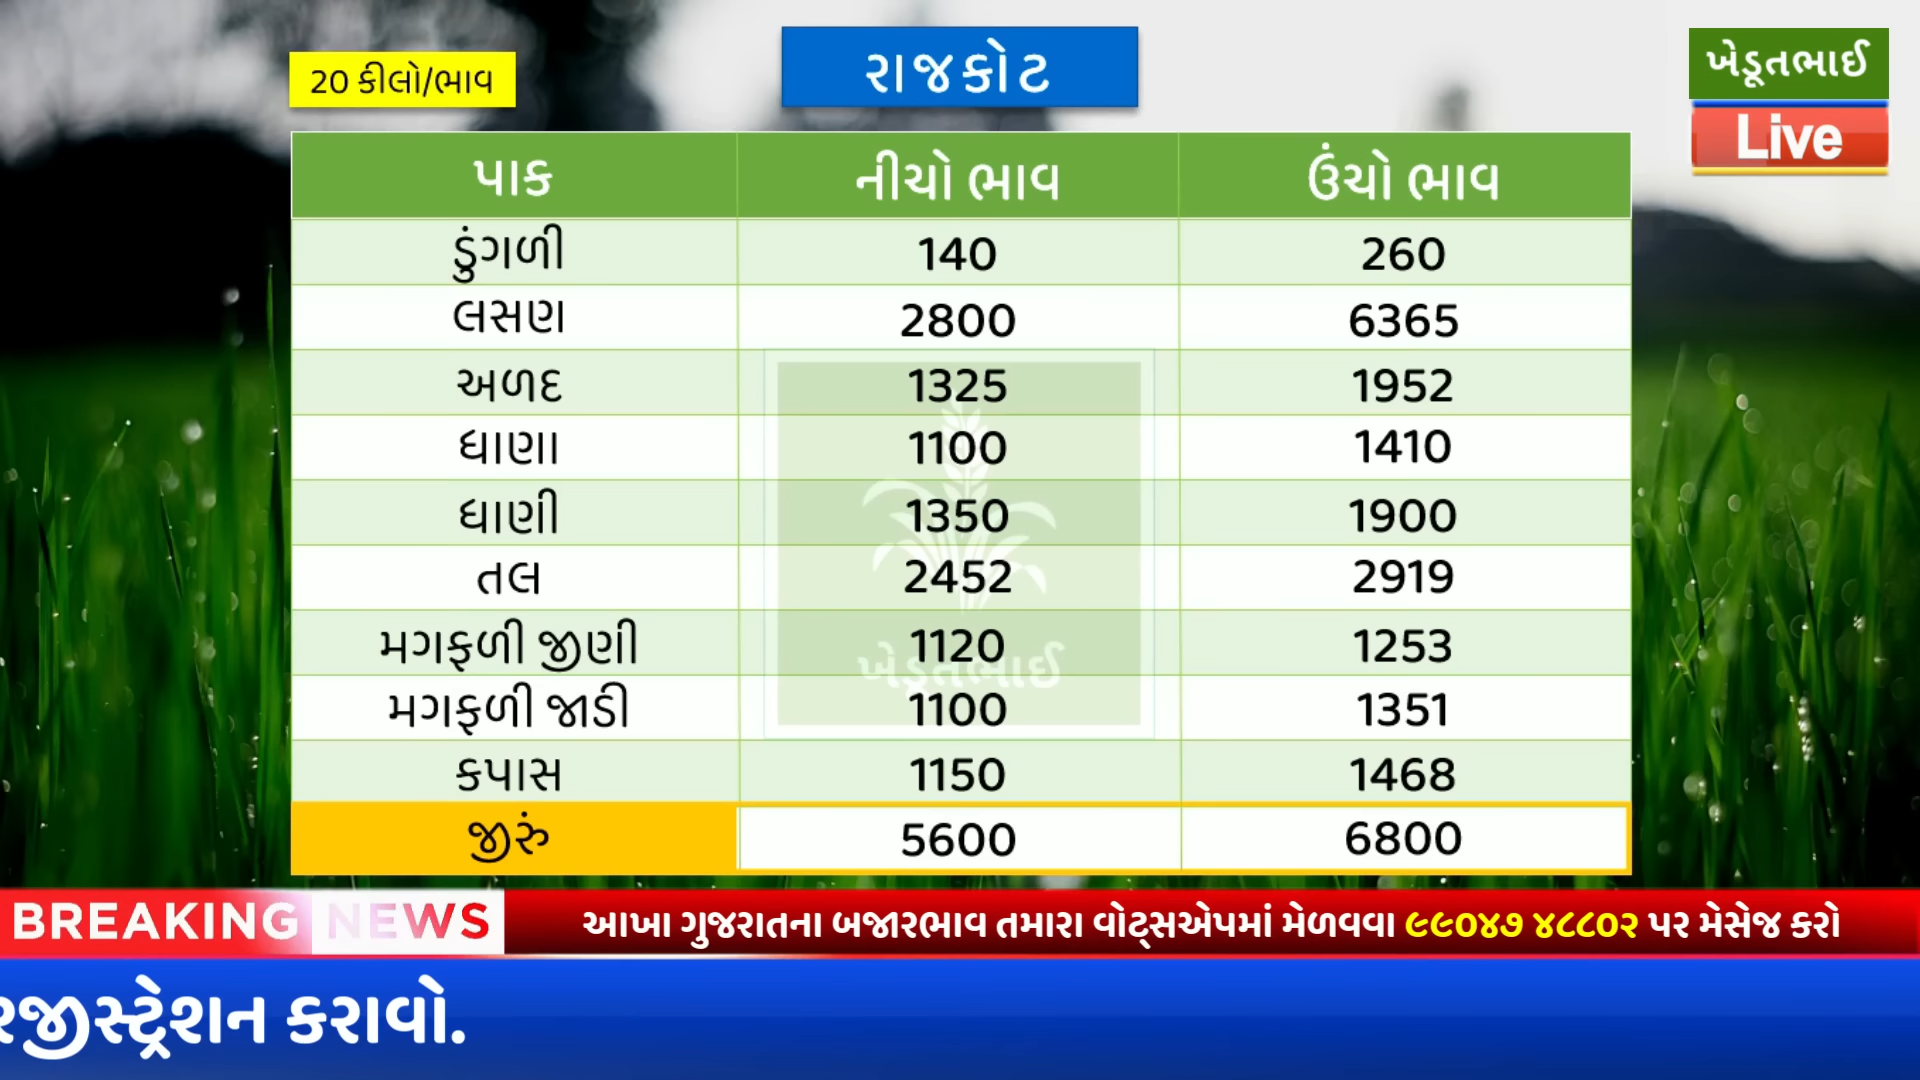 20 કીલો/ભાવ
રાજકોટ
ખેડૂતભાઈ
Live
પાક નીચો ભાવ ઉંચો ભાવ
ડુંગળી 140 260
લસણ 2800 6365
અળદ 1325 1952
ધાણા 1100 1410
ધાણી 1350 1900
તલ 2452 2919
મગફળી જીણી 1120 1253
ખેડૂતભાઈ
મગફળી જાડી 1100 1351
કપાસ 1150 1468
જીરું 5600 6800
BREAKING NEWS આખા ગુજરાતના બજારભાવ તમારા વોટ્સએપમાં મેળવવા ૯૯૦૪૭ ૪૮૮૦૨ પર મેસેજ કરો
રજીસ્ટ્રેશન કરાવો.